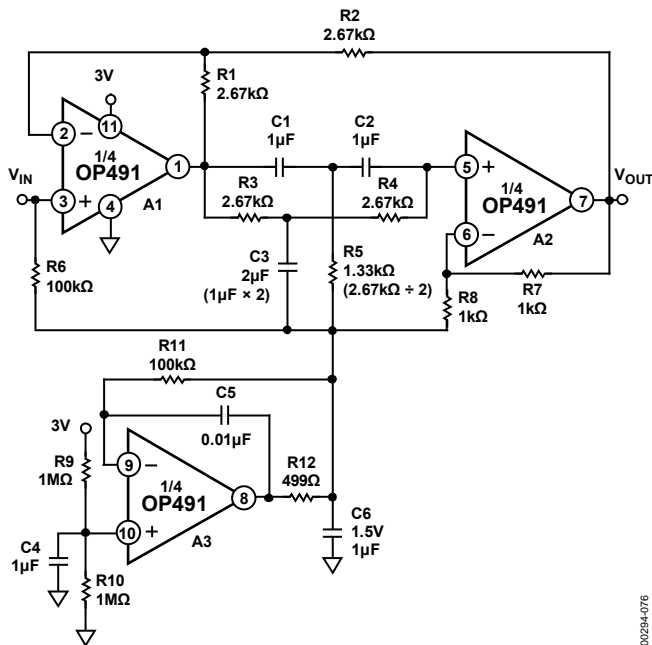 R2
2.67kΩ
3V
R1
2.67kΩ
C1
1µF
C2
1µF
2
−
11
1/4
OP491
1
VIN
3
+
4
A1
R3
2.67kΩ
R4
2.67kΩ
5
+
1/4
OP491
7
VOUT
6
−
A2
R6
100kΩ
C3
2µF
(1µF × 2)
R5
1.33kΩ
(2.67kΩ ÷ 2)
R8
1kΩ
R7
1kΩ
R11
100kΩ
C5
0.01µF
3V
R9
1MΩ
9
−
1/4
OP491
8
R12
499Ω
10
+
A3
C4
1µF
R10
1MΩ
C6
1.5V
1µF
00294-076